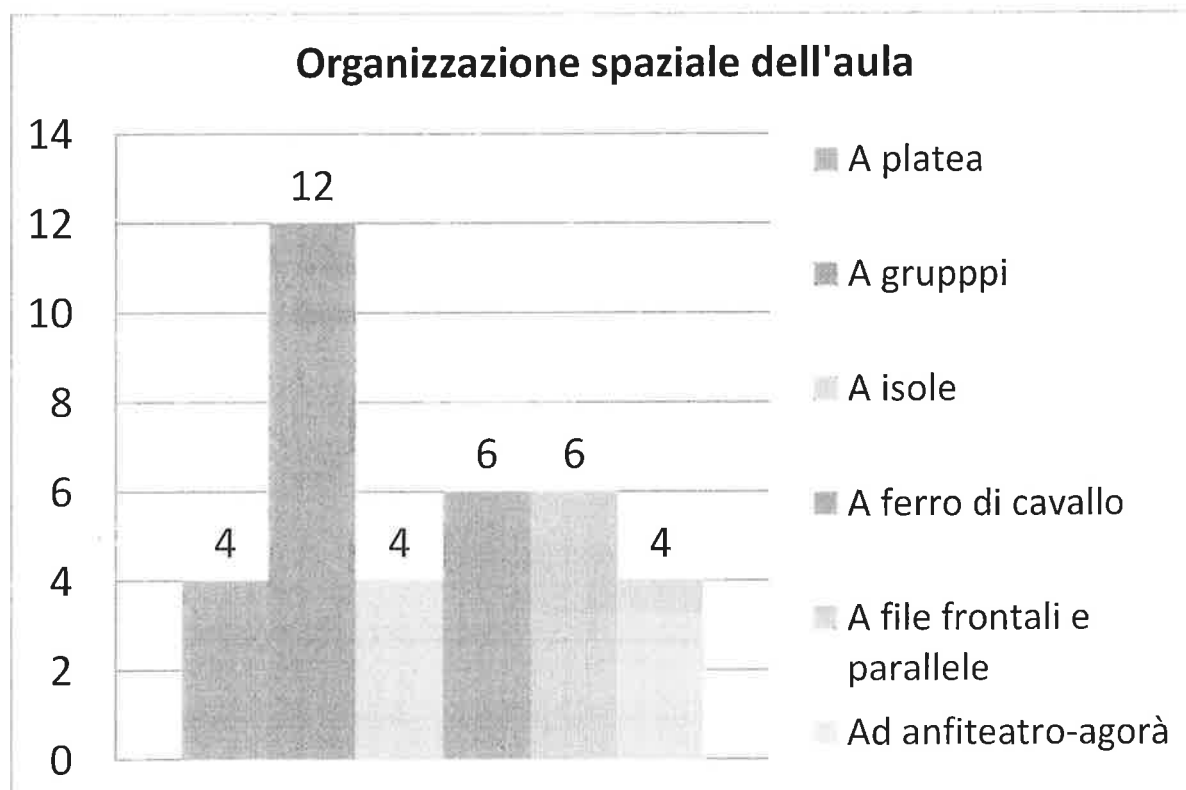 Organizzazione spaziale dell'aula
14
12
10
8
6
4
2
0
4
12
4
6
6
4
A platea
A grupppi
A isole
A ferro di cavallo
A file frontali e
parallele
Ad anfiteatro-agorà